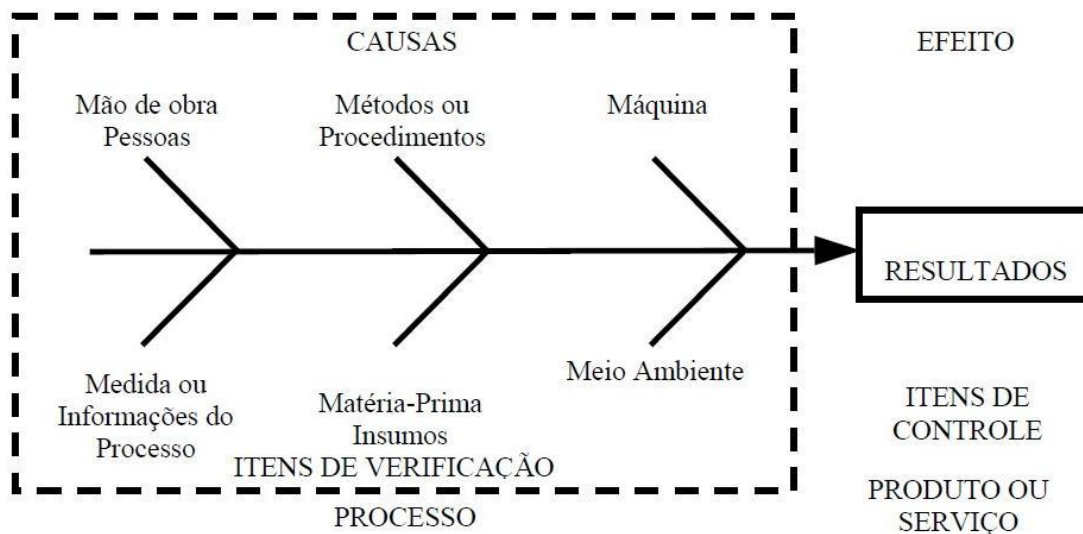 CAUSAS
EFEITO
Mão de obra
Pessoas
Métodos ou
Procedimentos
Máquina
RESULTADOS
Medida ou
Informações do
Processo
Matéria-Prima
Insumos
Meio Ambiente
ITENS DE VERIFICAÇÃO
PROCESSO
ITENS DE
CONTROLE
PRODUTO OU
SERVIÇO